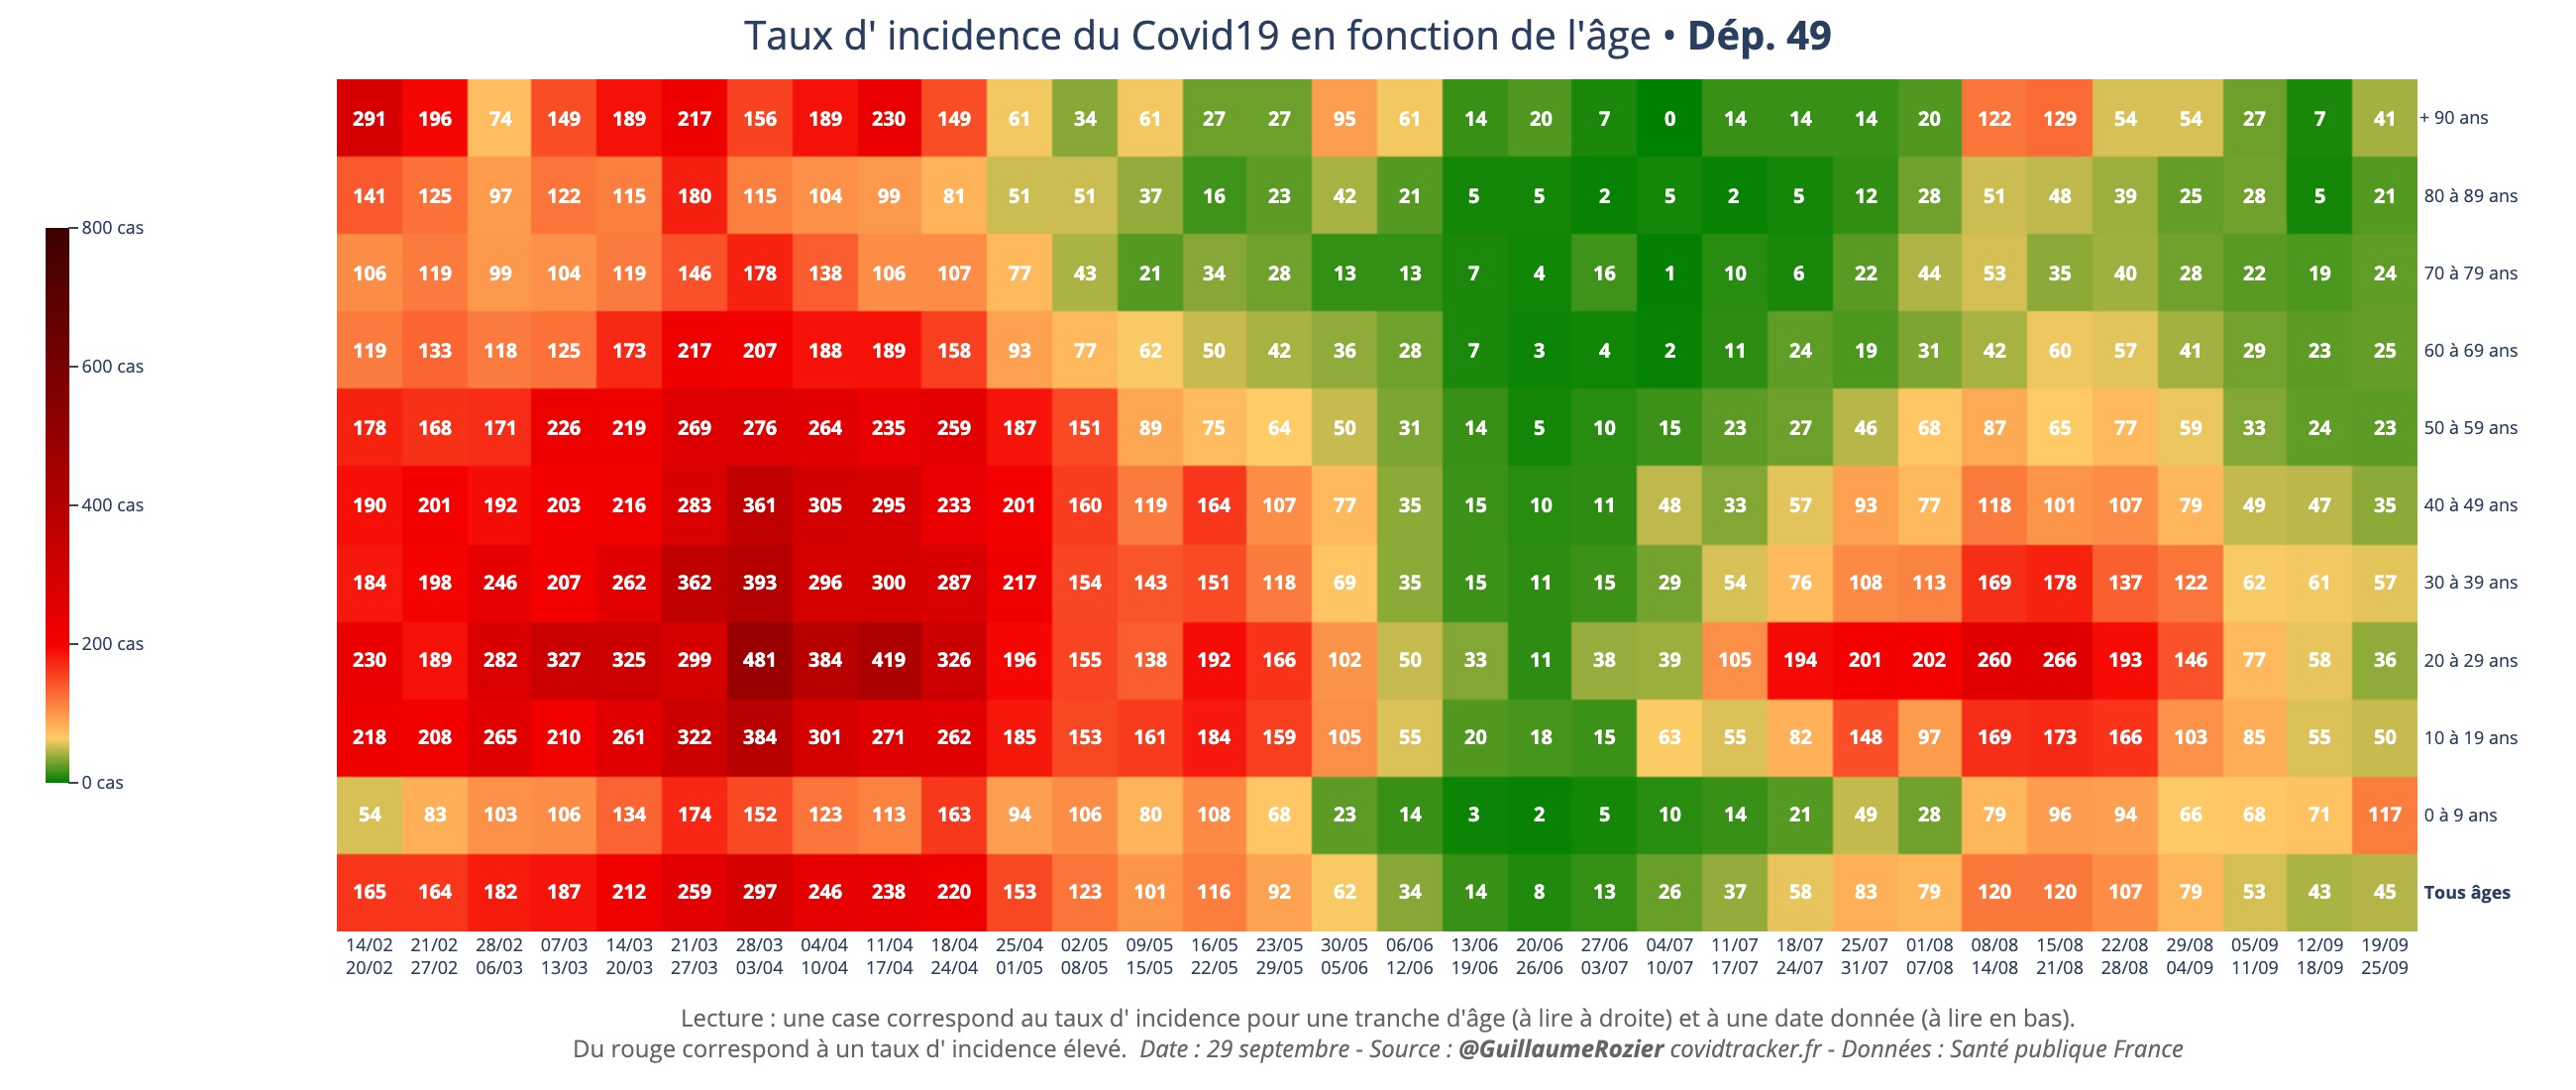 Taux d' incidence du Covid19 en fonction de l'âge • Dép. 49
800 cas
600 cas
400 cas
200 cas
0 cas
291 196 74 149 189 217 156 189 230 149 61 34 61 27 27 95 61 14 20 7 0 14 14 14 20 122 129 54 54 27 7 41 + 90 ans
141 125 97 122 115 180 115 104 99 81 51 51 37 16 23 42 21 5 5 2 5 2 5 12 28 51 48 39 25 28 5 21 80 à 89 ans
106 119 99 104 119 146 178 138 106 107 77 43 21 34 28 13 13 7 4 16 1 10 6 22 44 53 35 40 28 22 19 24 70 à 79 ans
119 133 118 125 173 217 207 188 189 158 93 77 62 50 42 36 28 7 3 4 2 11 24 19 31 42 60 57 41 29 23 25 60 à 69 ans
178 168 171 226 219 269 276 264 235 259 187 151 89 75 64 50 31 14 5 10 15 23 27 46 68 87 65 77 59 33 24 23 50 à 59 ans
190 201 192 203 216 283 361 305 295 233 201 160 119 164 107 77 35 15 10 11 48 33 57 93 77 118 101 107 79 49 47 35 40 à 49 ans
184 198 246 207 262 362 393 296 300 287 217 154 143 151 118 69 35 15 11 15 29 54 76 108 113 169 178 137 122 62 61 57 30 à 39 ans
230 189 282 327 325 299 481 384 419 326 196 155 138 192 166 102 50 33 11 38 39 105 194 201 202 260 266 193 146 77 58 36 20 à 29 ans
218 208 265 210 261 322 384 301 271 262 185 153 161 184 159 105 55 20 18 15 63 55 82 148 97 169 173 166 103 85 55 50 10 à 19 ans
54 83 103 106 134 174 152 123 113 163 94 106 80 108 68 23 14 3 2 5 10 14 21 49 28 79 96 94 66 68 71 117 0 à 9 ans
165 164 182 187 212 259 297 246 238 220 153 123 101 116 92 62 34 14 8 13 26 37 58 83 79 120 120 107 79 53 43 45 Tous âges
14/02 21/02 28/02 07/03 14/03 21/03 28/03 04/04 11/04 18/04 25/04 02/05 09/05 16/05 23/05 30/05 06/06 13/06 20/06 27/06 04/07 11/07 18/07 25/07 01/08 08/08 15/08 22/08 29/08 05/09 12/09 19/09
20/02 27/02 06/03 13/03 20/03 27/03 03/04 10/04 17/04 24/04 01/05 08/05 15/05 22/05 29/05 05/06 12/06 19/06 26/06 03/07 10/07 17/07 24/07 31/07 07/08 14/08 21/08 28/08 04/09 11/09 18/09 25/09
Lecture : une case correspond au taux d' incidence pour une tranche d'âge (à lire à droite) et à une date donnée (à lire en bas).
Du rouge correspond à un taux d' incidence élevé. Date : 29 septembre - Source : @GuillaumeRozier covidtracker.fr - Données : Santé publique France